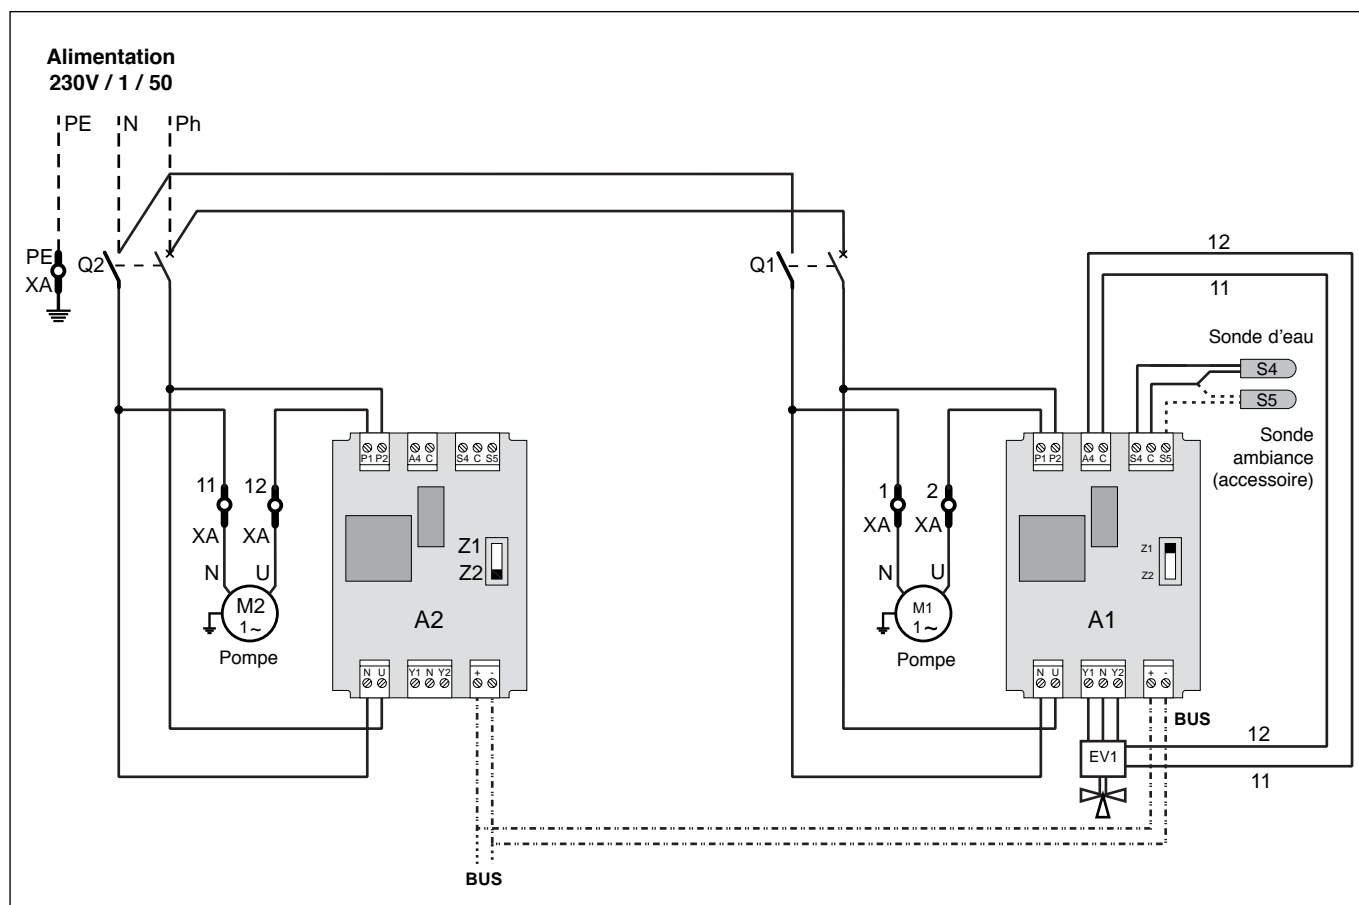 Alimentation
230V / 1 / 50
PE N Ph
PE
XA
Q2
Q1
12
11
Sonde d'eau
S4
S5
Sonde
ambiance
(accessoire)
P1 P2 A4 C S4 C S5
P1 P2 A4 C S4 C S5
11 12
XA XA
N U
M2
1~
Pompe
Z1
Z2
A2
N U Y1 N Y2 + -
1 2
XA XA
N U
M1
1~
Pompe
Z1
Z2
A1
N U Y1 N Y2 + -
BUS
EV1
12
11
BUS